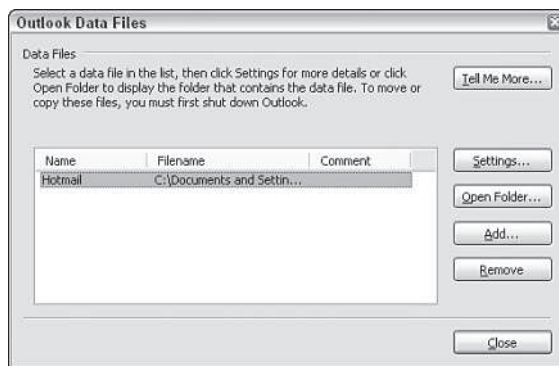 Outlook Data Files
Data Files
Select a data file in the list, then click Settings for more details or click
Open Folder to display the folder that contains the data file. To move or
copy these files, you must first shut down Outlook.
Tell Me More...
Name Filename Comment
Hotmail C:\Documents and Settin...
Settings...
Open Folder...
Add...
Remove
Close